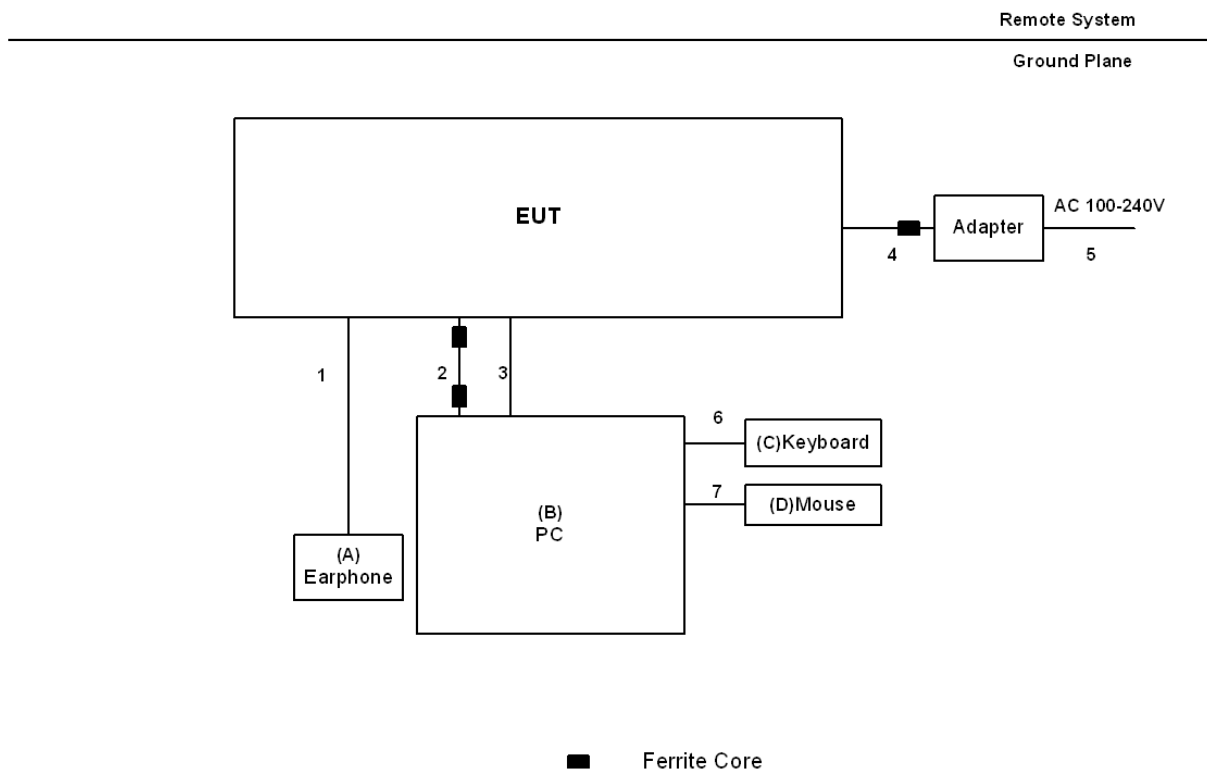 Remote System
Ground Plane
EUT
AC 100-240V
Adapter
4
5
1
2
3
6
(C)Keyboard
7
(D)Mouse
(B)
PC
(A)
Earphone
Ferrite Core